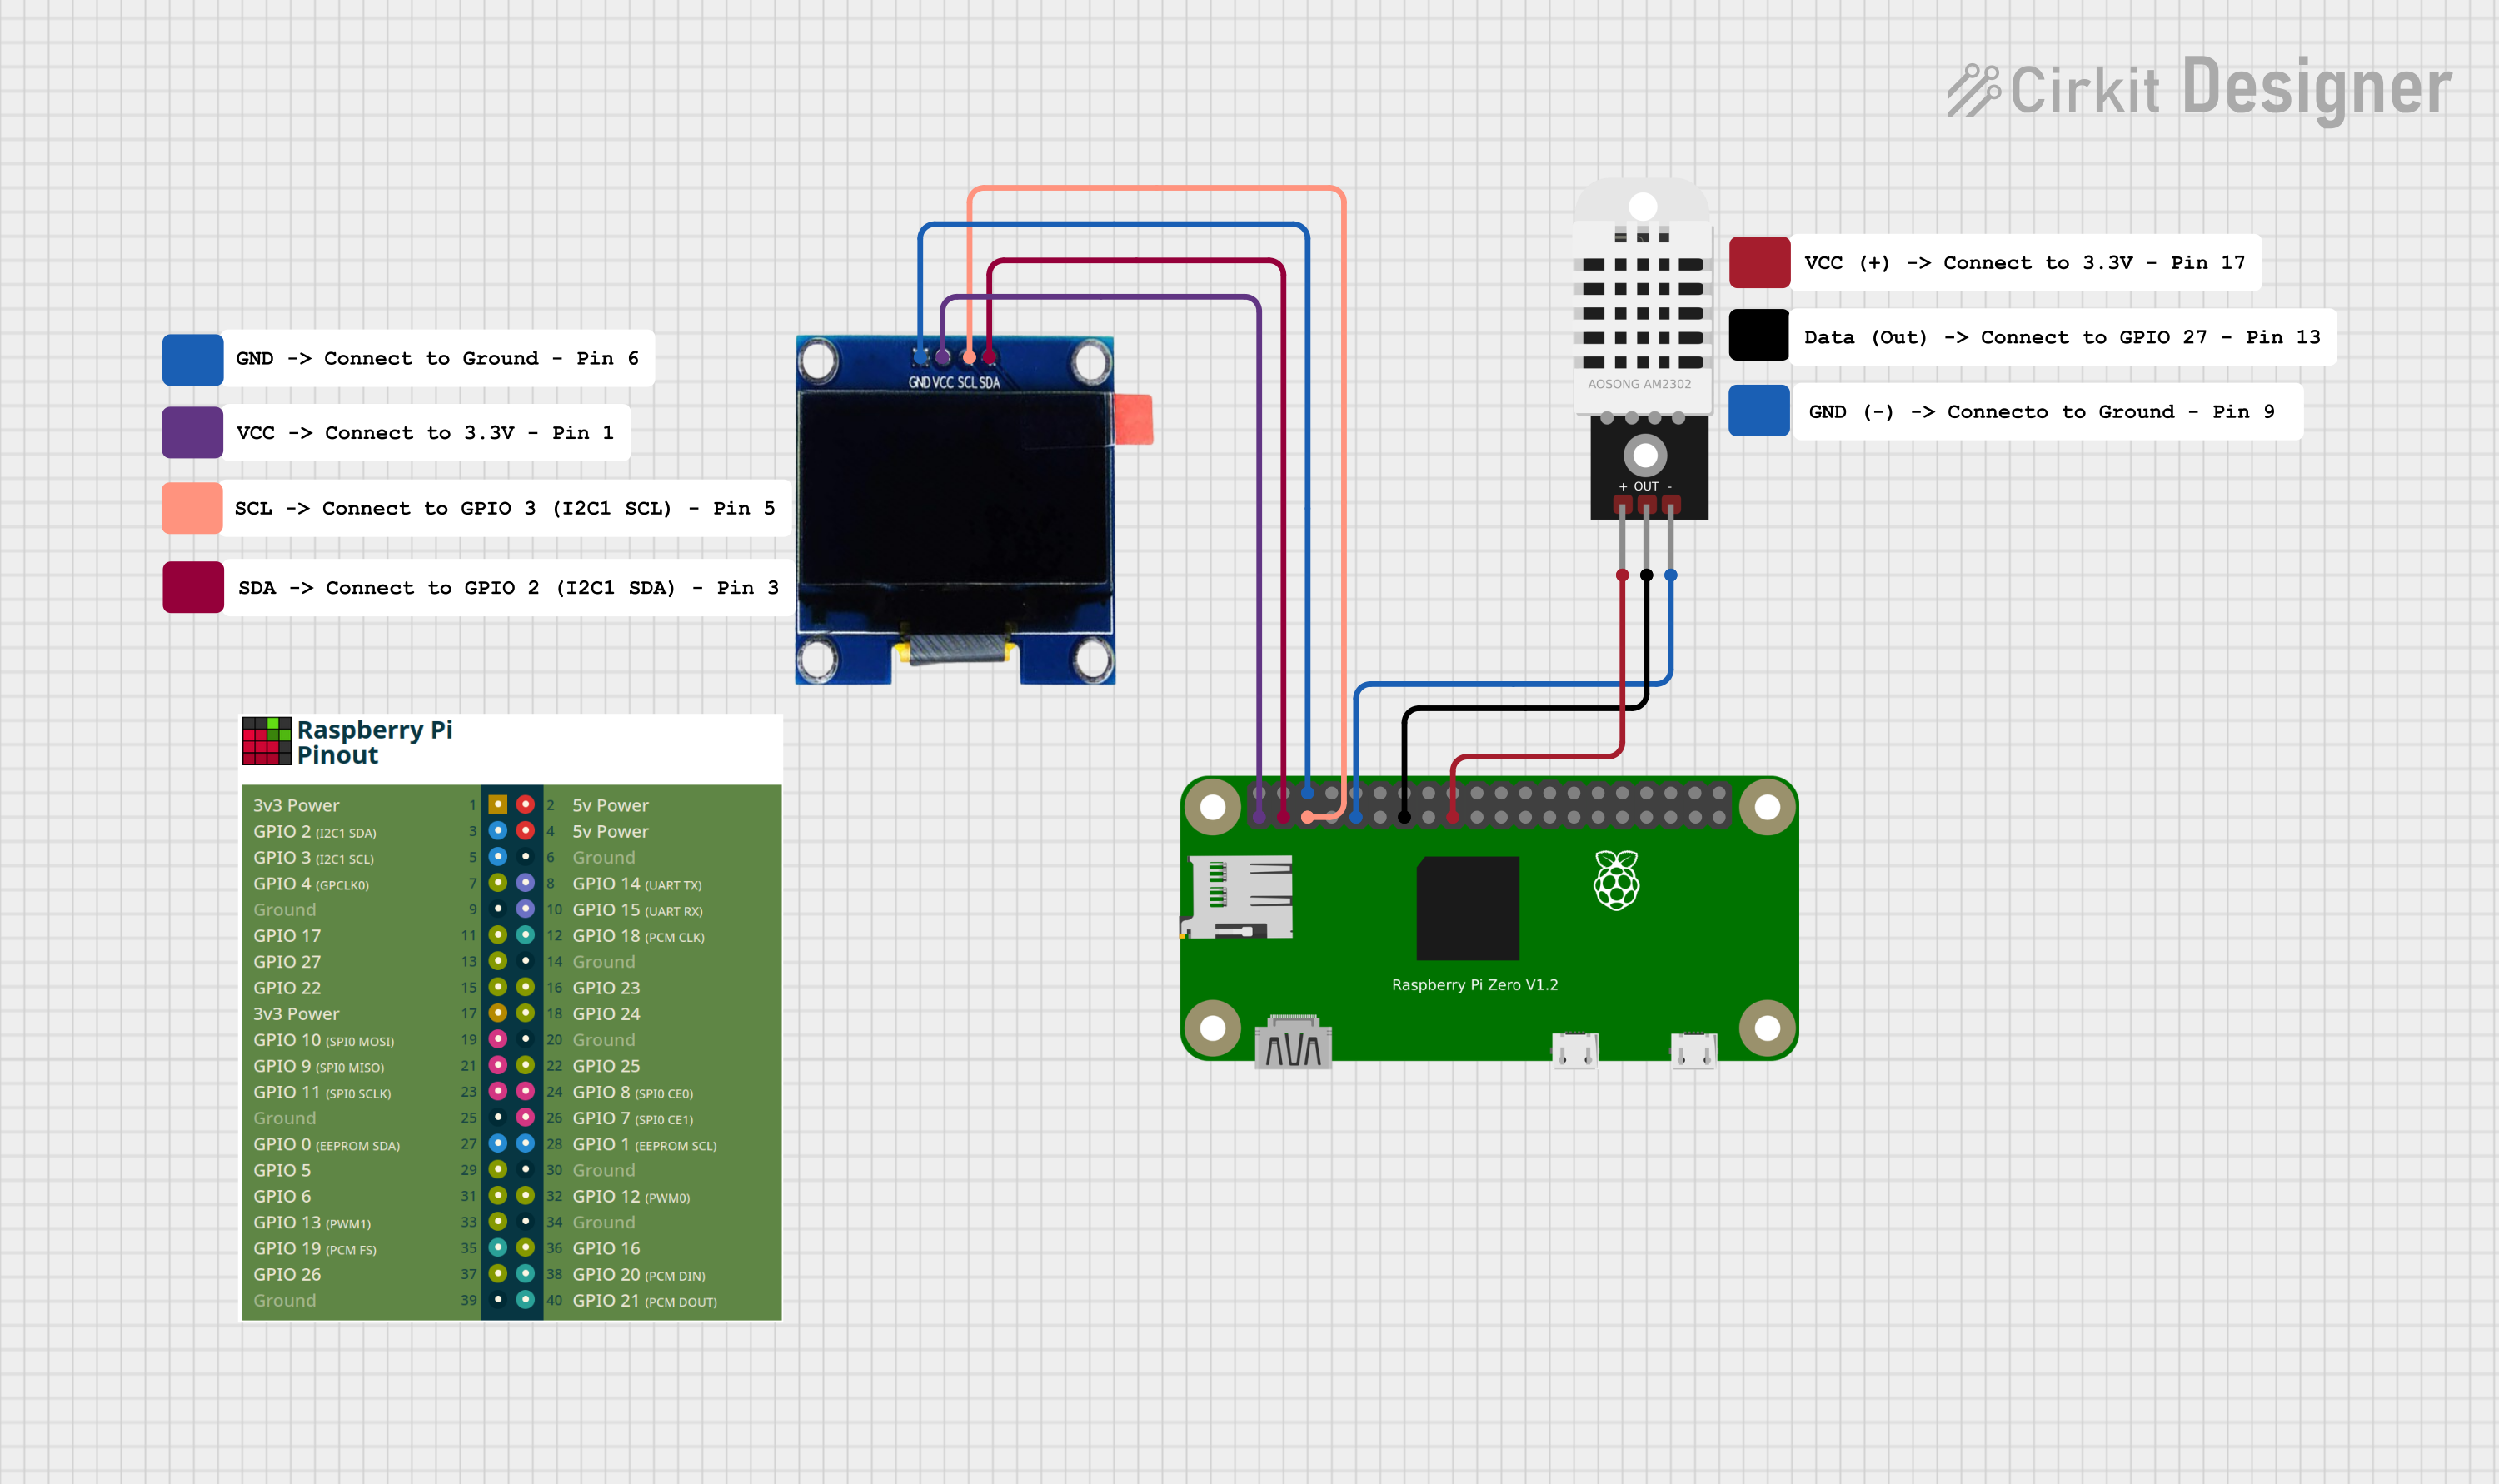 Cirkit Designer
GND -> Connect to Ground - Pin 6
VCC -> Connect to 3.3V - Pin 1
SCL -> Connect to GPIO 3 (I2C1 SCL) - Pin 5
SDA -> Connect to GPIO 2 (I2C1 SDA) - Pin 3
GND VCC SCL SDA
VCC (+) -> Connect to 3.3V - Pin 17
Data (Out) -> Connect to GPIO 27 - Pin 13
GND (-) -> Connecto to Ground - Pin 9
AOSONG AM2302
+ OUT -
Raspberry Pi
Pinout
3v3 Power 1 2 5v Power
GPIO 2 (I2C1 SDA) 3 4 5v Power
GPIO 3 (I2C1 SCL) 5 6 Ground
GPIO 4 (GPCLK0) 7 8 GPIO 14 (UART TX)
Ground 9 10 GPIO 15 (UART RX)
GPIO 17 11 12 GPIO 18 (PCM CLK)
GPIO 27 13 14 Ground
GPIO 22 15 16 GPIO 23
3v3 Power 17 18 GPIO 24
GPIO 10 (SPI0 MOSI) 19 20 Ground
GPIO 9 (SPI0 MISO) 21 22 GPIO 25
GPIO 11 (SPI0 SCLK) 23 24 GPIO 8 (SPI0 CE0)
Ground 25 26 GPIO 7 (SPI0 CE1)
GPIO 0 (EEPROM SDA) 27 28 GPIO 1 (EEPROM SCL)
GPIO 5 29 30 Ground
GPIO 6 31 32 GPIO 12 (PWM0)
GPIO 13 (PWM1) 33 34 Ground
GPIO 19 (PCM FS) 35 36 GPIO 16
GPIO 26 37 38 GPIO 20 (PCM DIN)
Ground 39 40 GPIO 21 (PCM DOUT)
Raspberry Pi Zero V1.2